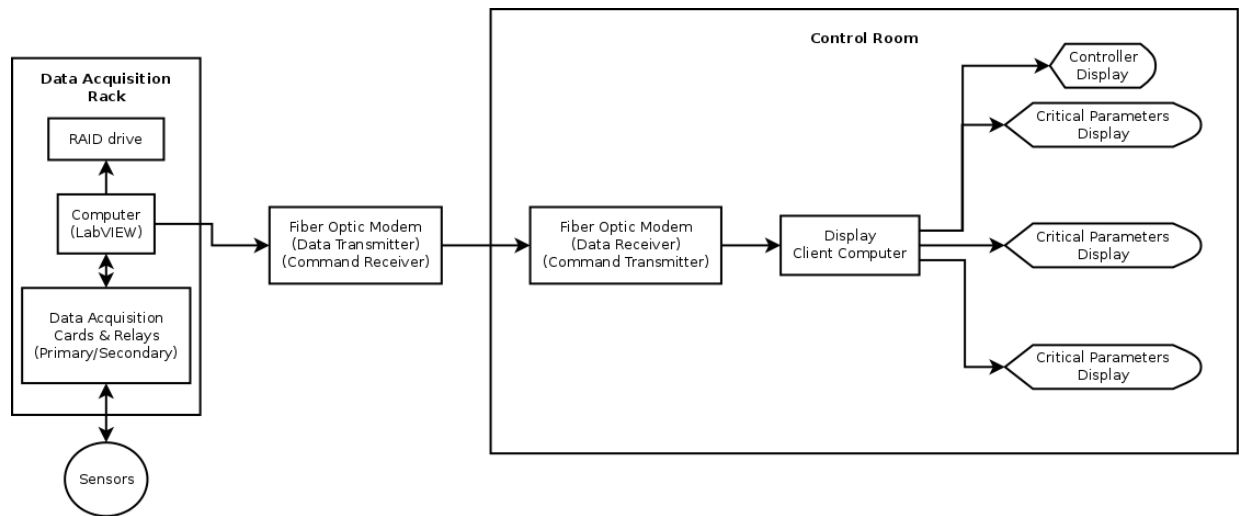 Control Room
Data Acquisition
Rack
RAID drive
Computer
(LabVIEW)
Data Acquisition
Cards & Relays
(Primary/Secondary)
Sensors
Fiber Optic Modem
(Data Transmitter)
(Command Receiver)
Fiber Optic Modem
(Data Receiver)
(Command Transmitter)
Display
Client Computer
Controller
Display
Critical Parameters
Display
Critical Parameters
Display
Critical Parameters
Display